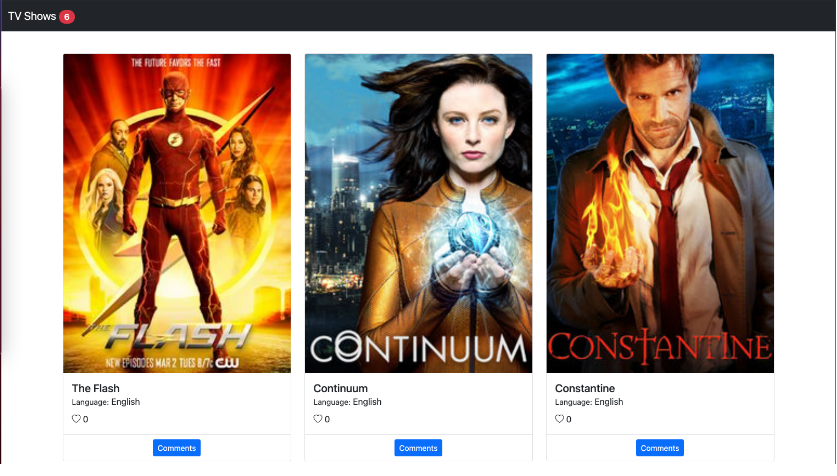 TV Shows 6
THE FUTURE FAVORS THE FAST
THE FLASH
NEW EPISODES MAR 2 TUES 8/7c CW
CONTINUUM
CONSTANTINE
The Flash
Language: English
0
Comments
Continuum
Language: English
0
Comments
Constantine
Language: English
0
Comments